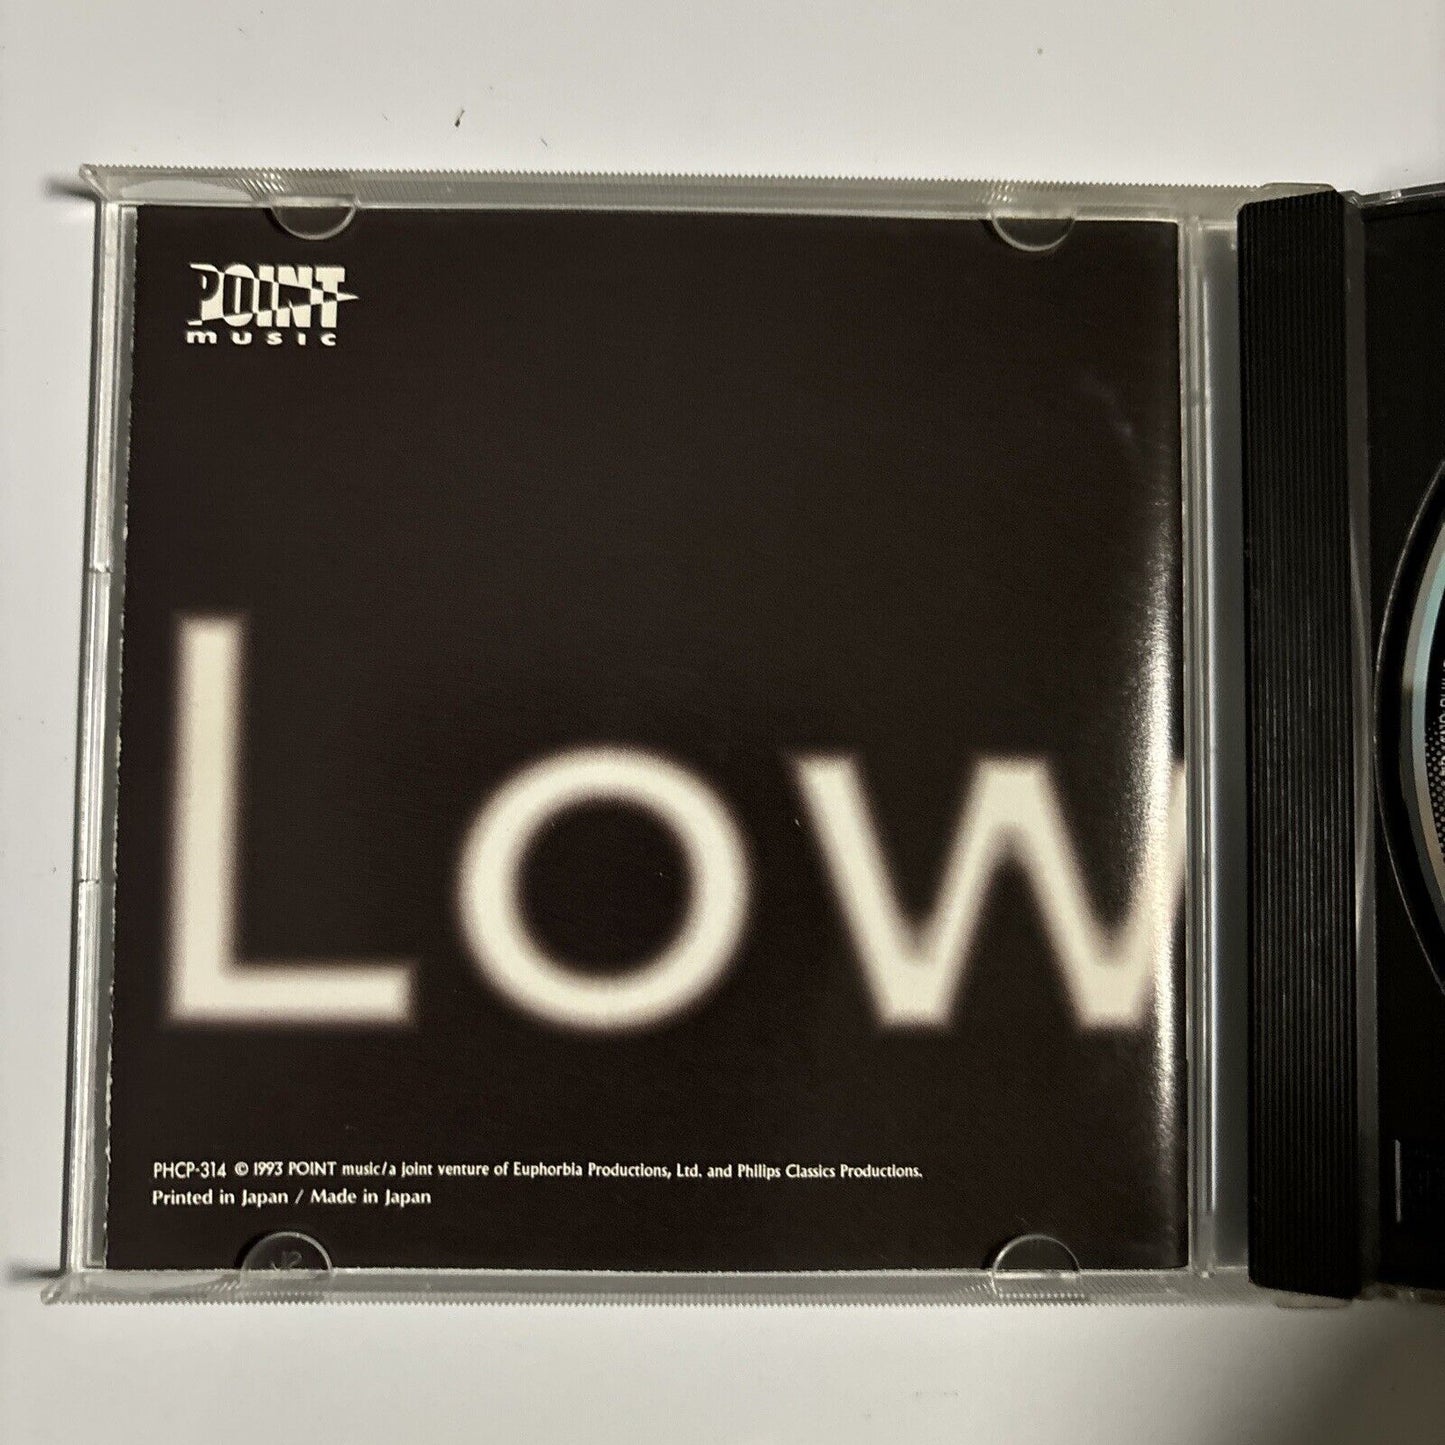 POINT
music
Low
PHCP-314 © 1993 POINT music/a joint venture of Euphorbia Productions, Ltd. and Philips Classics Productions.
Printed in Japan / Made in Japan